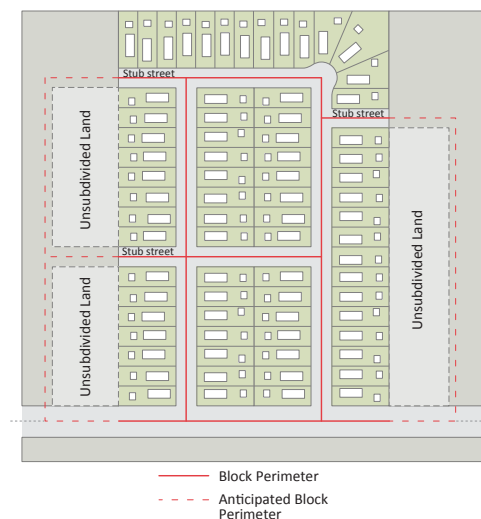 Stub street
Stub street
Unsubdivided Land
Unsubdivided Land
Stub street
Unsubdivided Land
Block Perimeter
Anticipated Block
Perimeter